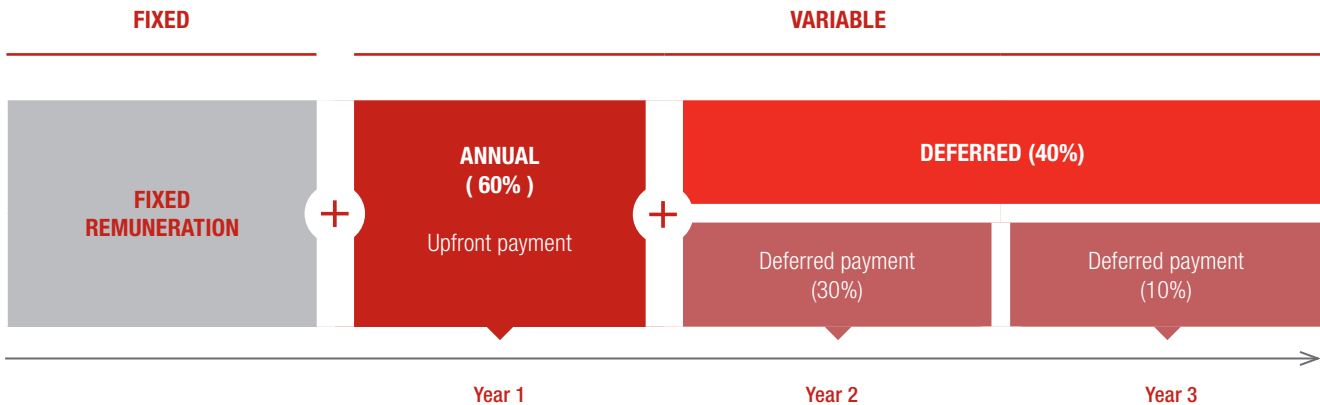 FIXED
VARIABLE
FIXED
REMUNERATION
+
ANNUAL
( 60% )
Upfront payment
+
DEFERRED (40%)
Deferred payment
(30%)
Deferred payment
(10%)
Year 1
Year 2
Year 3